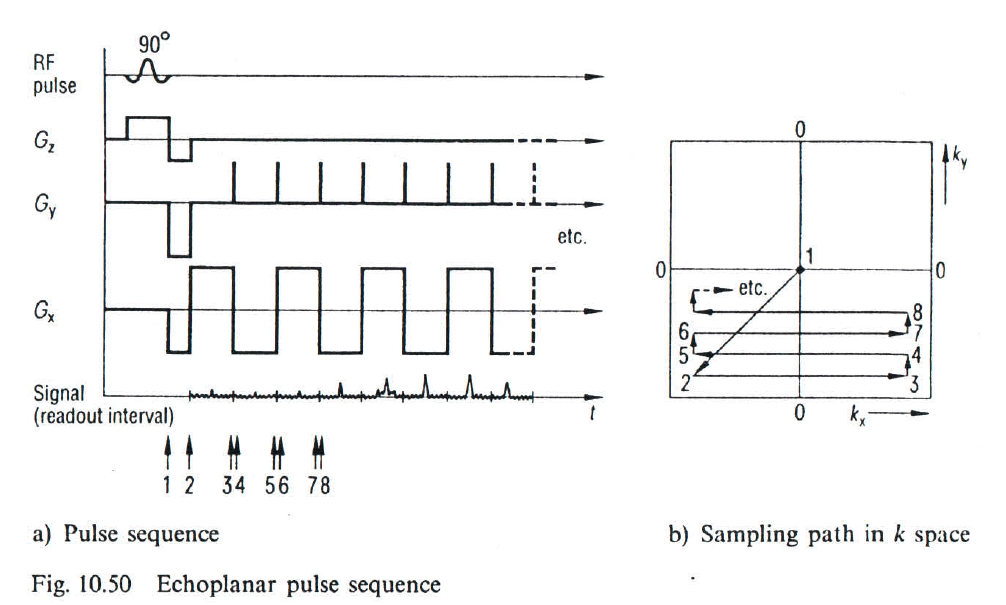 90°
RF
pulse
G_z
G_y
etc.
G_x
Signal
(readout interval)
t
1 2 34 56 78
a) Pulse sequence
0
k_y
1
0 0
etc.
8
6 7
5 4
2 3
0 k_x
b) Sampling path in k space
Fig. 10.50 Echoplanar pulse sequence